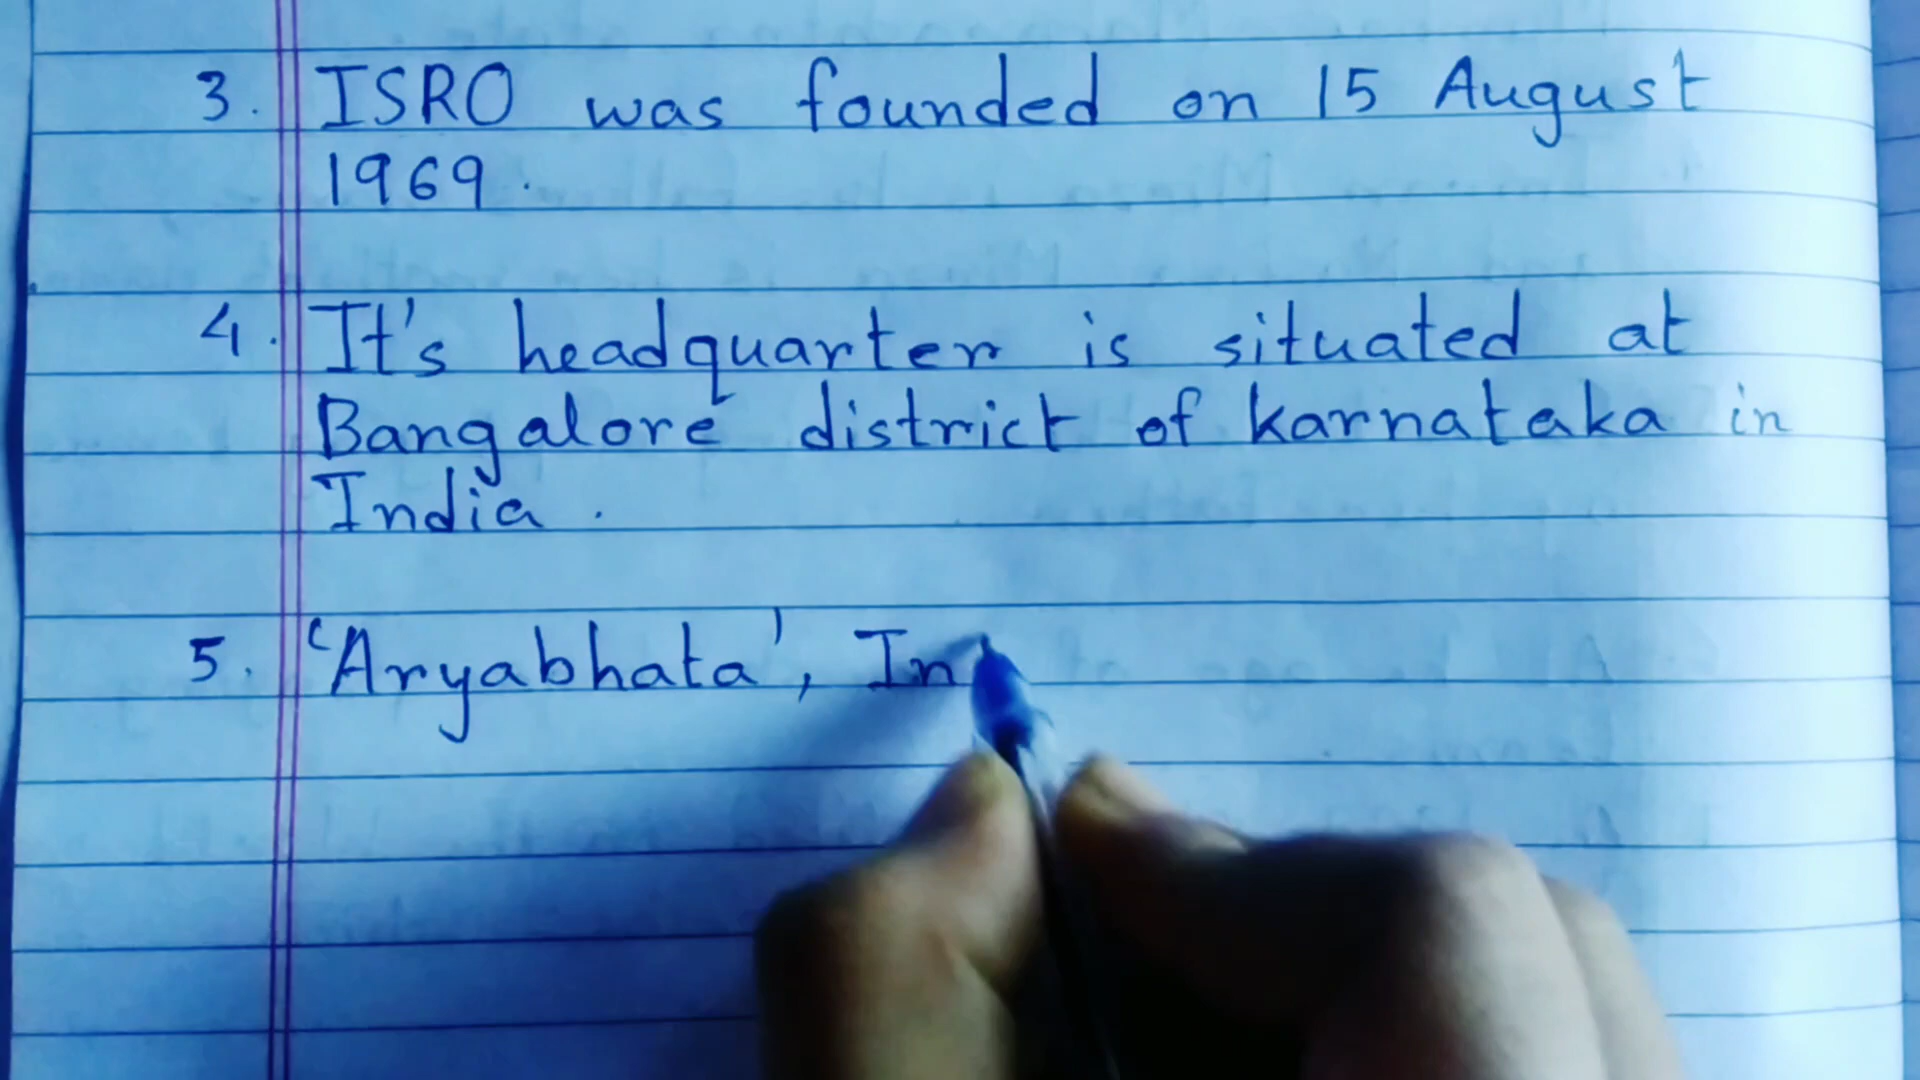 3. ISRO was founded on 15 August
1969.
4. It's headquarter is situated at
Bangalore district of karnataka in
India.
5. 'Aryabhata', In